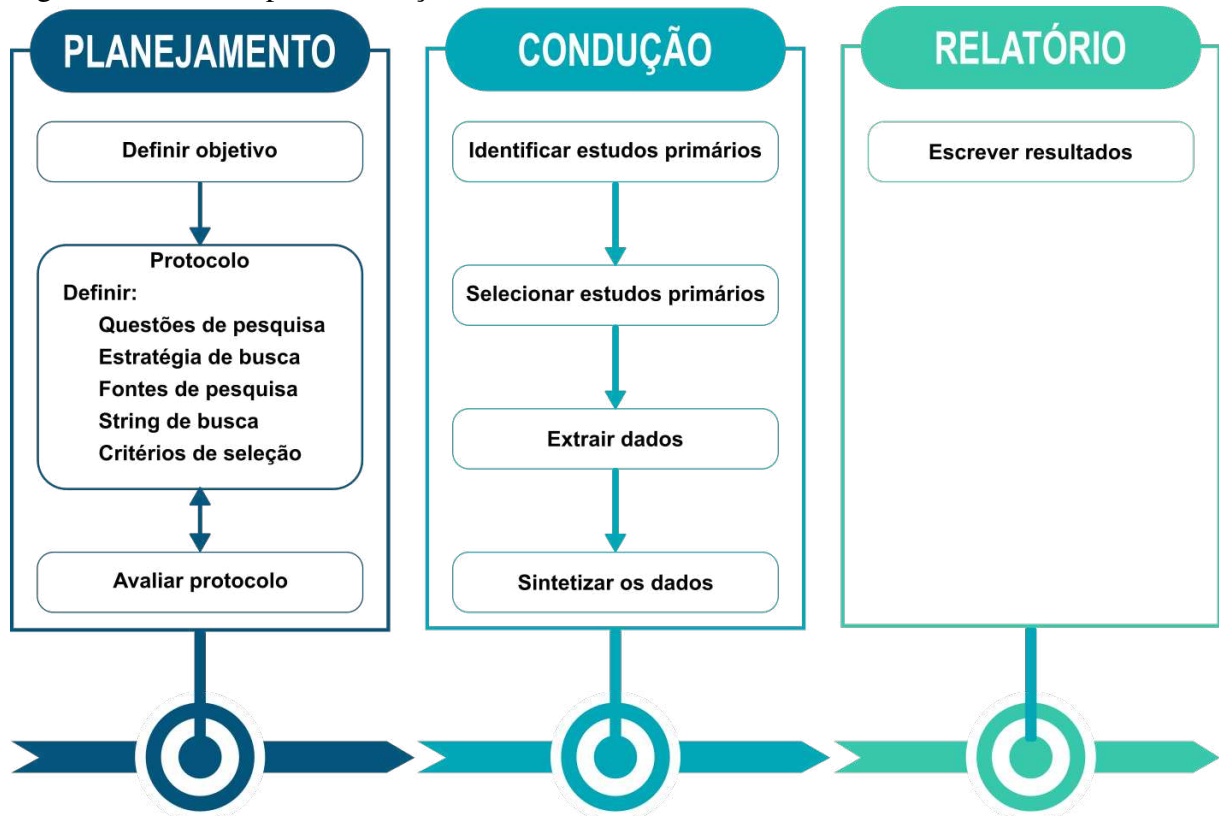 PLANEJAMENTO
Definir objetivo
Protocolo
Definir:
Questões de pesquisa
Estratégia de busca
Fontes de pesquisa
String de busca
Critérios de seleção
Avaliar protocolo
CONDUÇÃO
Identificar estudos primários
Selecionar estudos primários
Extrair dados
Sintetizar os dados
RELATÓRIO
Escrever resultados